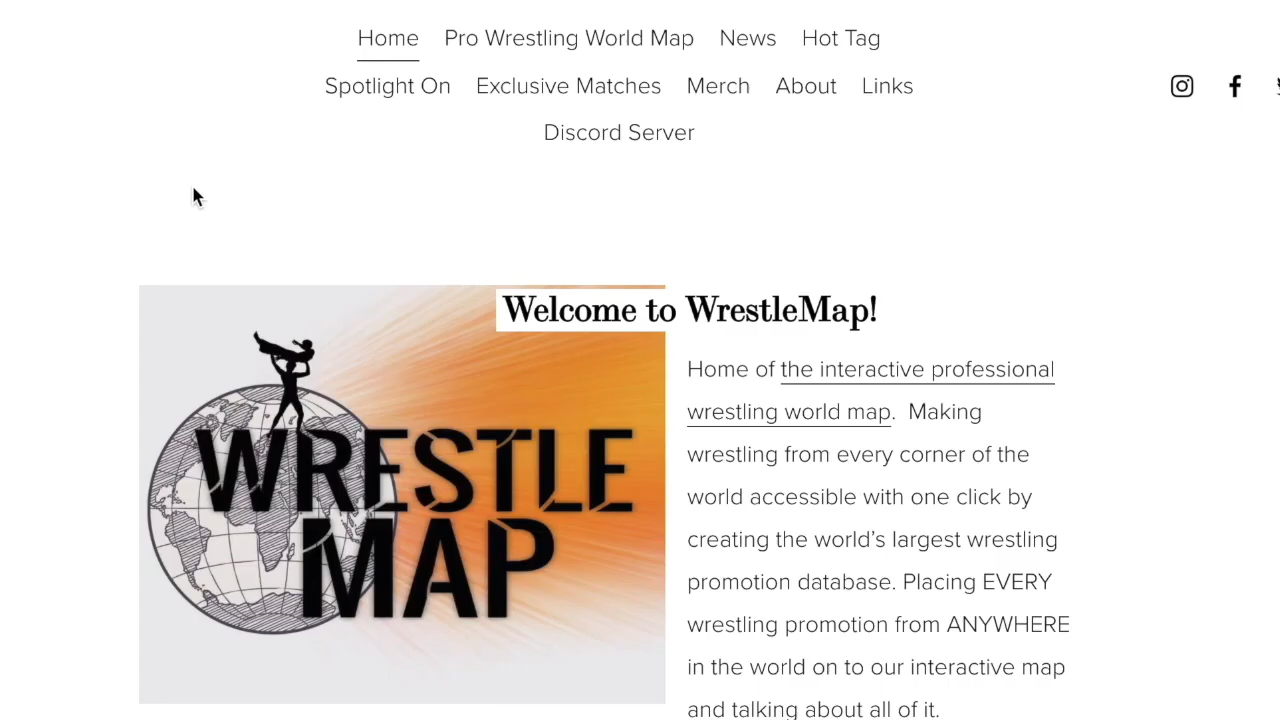 Home Pro Wrestling World Map News Hot Tag
Spotlight On Exclusive Matches Merch About Links
Discord Server
Welcome to WrestleMap!
WRESTLE
MAP
Home of the interactive professional
wrestling world map. Making
wrestling from every corner of the
world accessible with one click by
creating the world’s largest wrestling
promotion database. Placing EVERY
wrestling promotion from ANYWHERE
in the world on to our interactive map
and talking about all of it.